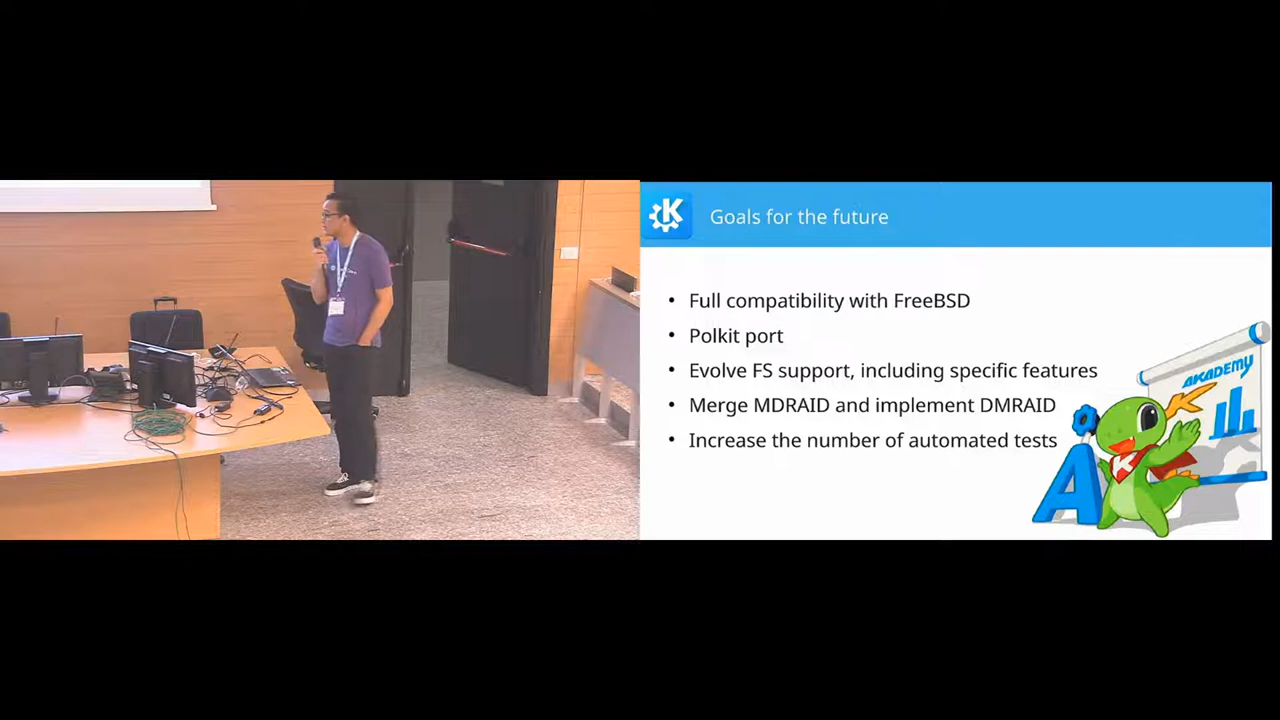 Goals for the future
• Full compatibility with FreeBSD
• Polkit port
• Evolve FS support, including specific features
• Merge MDRAID and implement DMRAID
• Increase the number of automated tests
AKADEMY
K
A
K